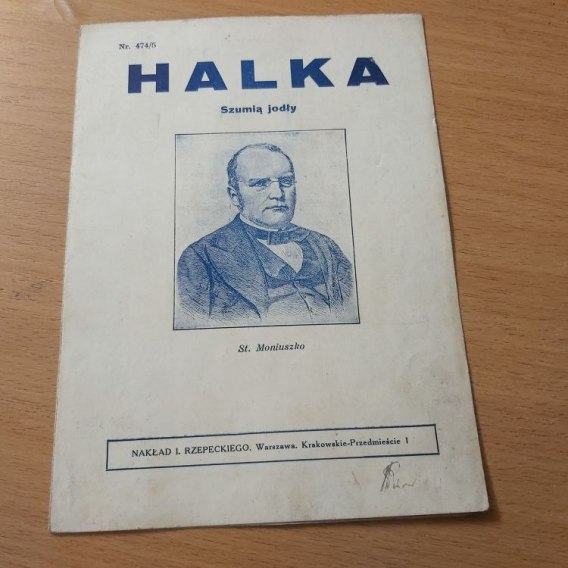 Nr. 474/5
HALKA
Szumią jodły
St. Moniuszko
NAKŁAD I. RZEPECKIEGO. Warszawa. Krakowskie-Przedmieście 1